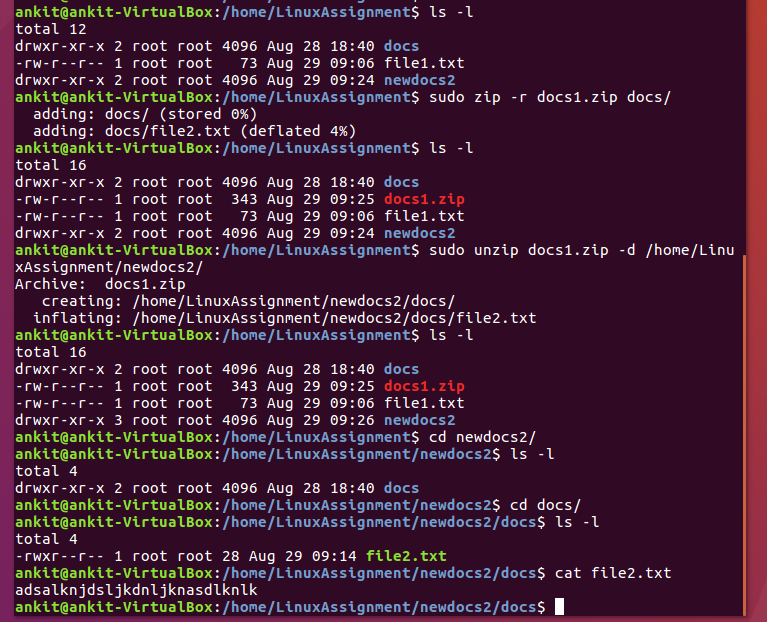 ankit@ankit-VirtualBox:/home/LinuxAssignment$ ls -l
total 12
drwxr-xr-x 2 root root 4096 Aug 28 18:40 docs
-rw-r--r-- 1 root root   73 Aug 29 09:06 file1.txt
drwxr-xr-x 2 root root 4096 Aug 29 09:24 newdocs2
ankit@ankit-VirtualBox:/home/LinuxAssignment$ sudo zip -r docs1.zip docs/
  adding: docs/ (stored 0%)
  adding: docs/file2.txt (deflated 4%)
ankit@ankit-VirtualBox:/home/LinuxAssignment$ ls -l
total 16
drwxr-xr-x 2 root root 4096 Aug 28 18:40 docs
-rw-r--r-- 1 root root  343 Aug 29 09:25 docs1.zip
-rw-r--r-- 1 root root   73 Aug 29 09:06 file1.txt
drwxr-xr-x 2 root root 4096 Aug 29 09:24 newdocs2
ankit@ankit-VirtualBox:/home/LinuxAssignment$ sudo unzip docs1.zip -d /home/Linu
xAssignment/newdocs2/
Archive:  docs1.zip
   creating: /home/LinuxAssignment/newdocs2/docs/
  inflating: /home/LinuxAssignment/newdocs2/docs/file2.txt
ankit@ankit-VirtualBox:/home/LinuxAssignment$ ls -l
total 16
drwxr-xr-x 2 root root 4096 Aug 28 18:40 docs
-rw-r--r-- 1 root root  343 Aug 29 09:25 docs1.zip
-rw-r--r-- 1 root root   73 Aug 29 09:06 file1.txt
drwxr-xr-x 3 root root 4096 Aug 29 09:26 newdocs2
ankit@ankit-VirtualBox:/home/LinuxAssignment$ cd newdocs2/
ankit@ankit-VirtualBox:/home/LinuxAssignment/newdocs2$ ls -l
total 4
drwxr-xr-x 2 root root 4096 Aug 28 18:40 docs
ankit@ankit-VirtualBox:/home/LinuxAssignment/newdocs2$ cd docs/
ankit@ankit-VirtualBox:/home/LinuxAssignment/newdocs2/docs$ ls -l
total 4
-rwxr--r-- 1 root root 28 Aug 29 09:14 file2.txt
ankit@ankit-VirtualBox:/home/LinuxAssignment/newdocs2/docs$ cat file2.txt
adsalknjdsljkdnljknasdlknlk
ankit@ankit-VirtualBox:/home/LinuxAssignment/newdocs2/docs$